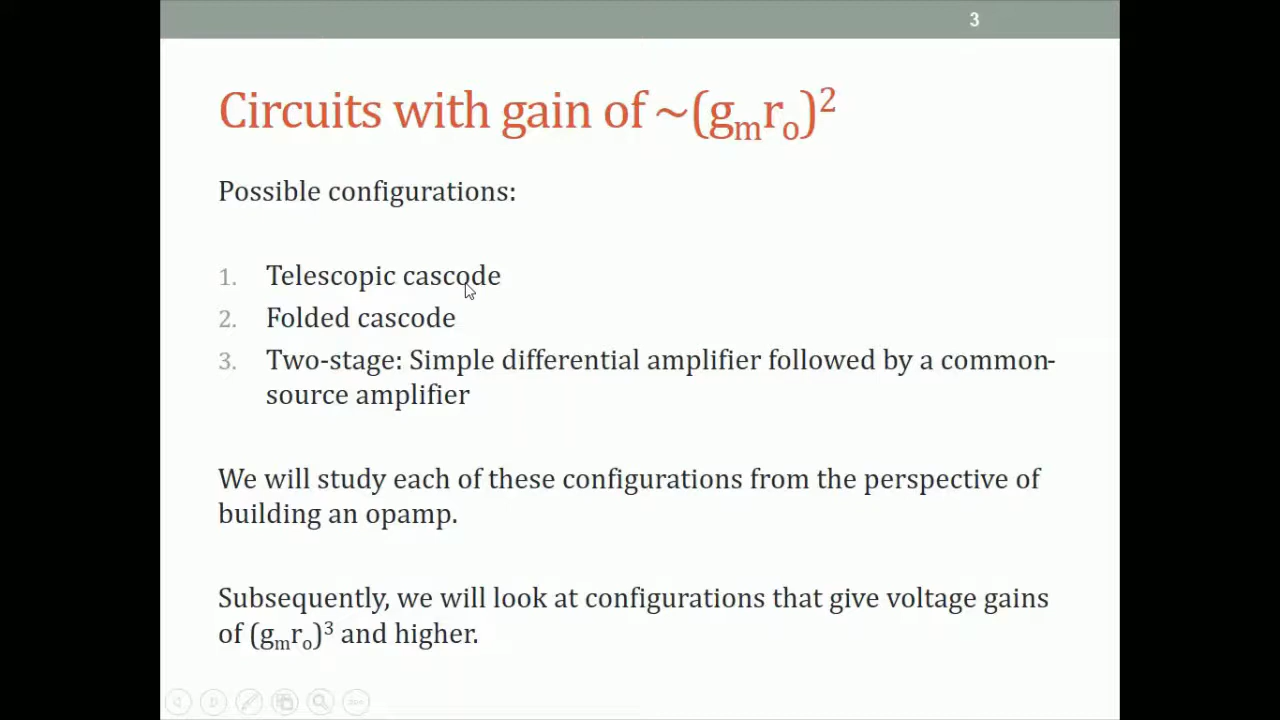 3
Circuits with gain of ~(gₘrₒ)²
Possible configurations:
1. Telescopic cascode
2. Folded cascode
3. Two-stage: Simple differential amplifier followed by a common-
source amplifier
We will study each of these configurations from the perspective of
building an opamp.
Subsequently, we will look at configurations that give voltage gains
of (gₘrₒ)³ and higher.